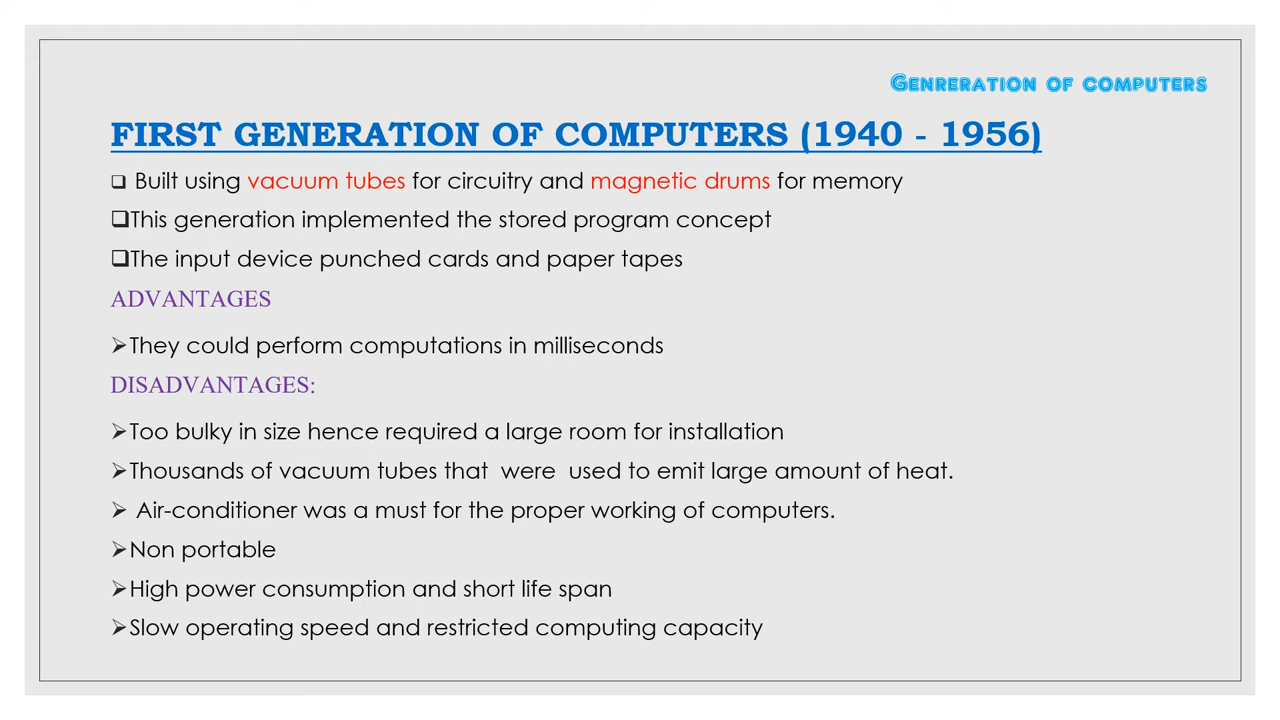 GENRERATION OF COMPUTERS
FIRST GENERATION OF COMPUTERS (1940 - 1956)
❑ Built using vacuum tubes for circuitry and magnetic drums for memory
❑This generation implemented the stored program concept
❑The input device punched cards and paper tapes
ADVANTAGES
➢They could perform computations in milliseconds
DISADVANTAGES:
➢Too bulky in size hence required a large room for installation
➢Thousands of vacuum tubes that were used to emit large amount of heat.
➢ Air-conditioner was a must for the proper working of computers.
➢Non portable
➢High power consumption and short life span
➢Slow operating speed and restricted computing capacity